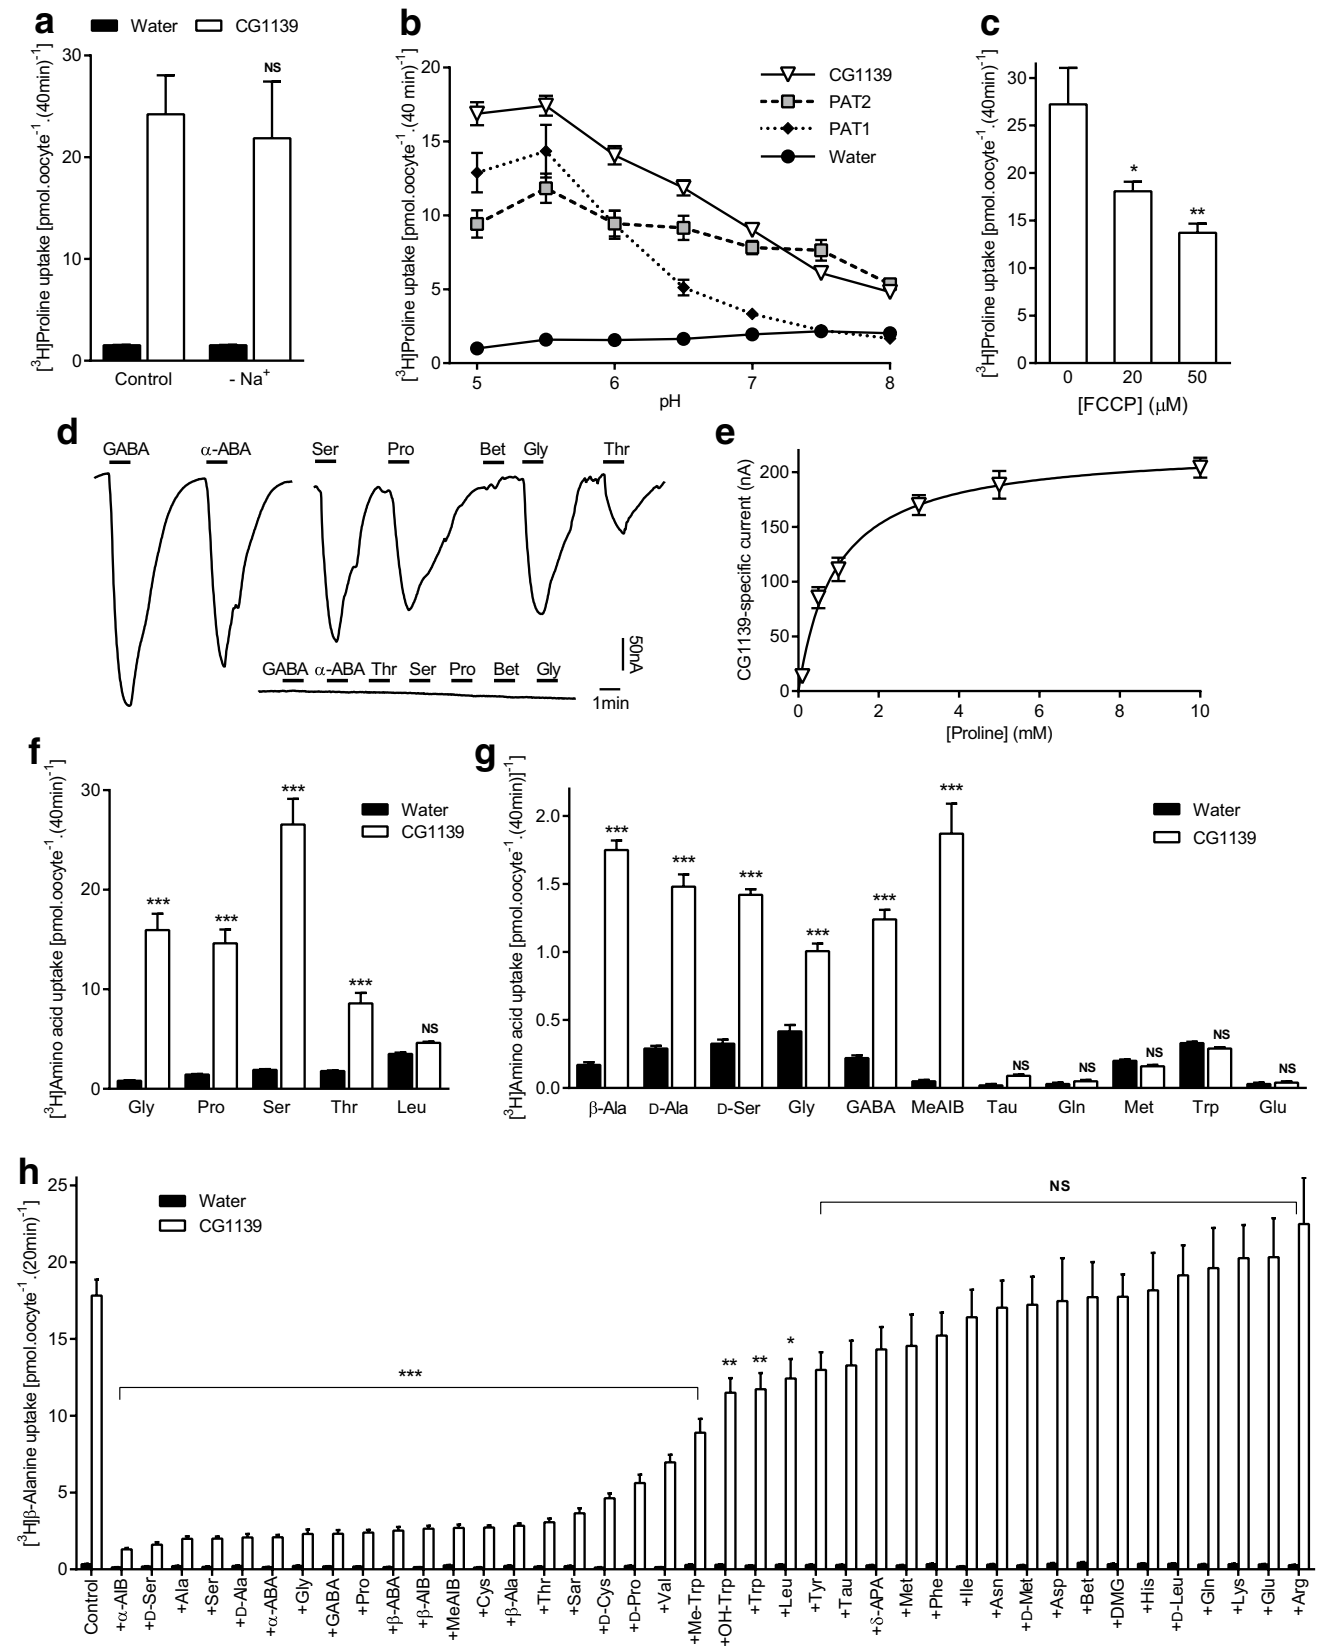 a
Water CG1139
[³H]Proline uptake [pmol.oocyte⁻¹.(40min)⁻¹]
30
20
10
0
NS
Control - Na⁺
b
[³H]Proline uptake [pmol.oocyte⁻¹.(40 min)⁻¹]
20
15
10
5
0
CG1139
PAT2
PAT1
Water
5 6 7 8
pH
c
[³H]Proline uptake [pmol.oocyte⁻¹.(40min)⁻¹]
30
25
20
15
10
5
0
*
**
0 20 50
[FCCP] (μM)
d
GABA α-ABA Ser Pro Bet Gly Thr
GABA α-ABA Thr Ser Pro Bet Gly
50nA
1min
e
CG1139-specific current (nA)
200
150
100
50
0
0 2 4 6 8 10
[Proline] (mM)
f
[³H]Amino acid uptake [pmol.oocyte⁻¹.(40min)⁻¹]
30
20
10
0
Water
CG1139
*** *** *** *** NS
Gly Pro Ser Thr Leu
g
[³H]Amino acid uptake [pmol.oocyte⁻¹.(40min)]⁻¹]
2.0
1.5
1.0
0.5
0.0
Water
CG1139
*** *** *** *** *** *** NS NS NS NS NS
β-Ala D-Ala D-Ser Gly GABA MeAIB Tau Gln Met Trp Glu
h
[³H]β-Alanine uptake [pmol.oocyte⁻¹.(20min)⁻¹]
25
20
15
10
5
0
Water
CG1139
***
** ** *
NS
Control
+α-AIB
+D-Ser
+Ala
+Ser
+D-Ala
+α-ABA
+Gly
+GABA
+Pro
+β-ABA
+β-AIB
+MeAIB
+Cys
+β-Ala
+Thr
+Sar
+D-Cys
+D-Pro
+Val
+Me-Trp
+OH-Trp
+Trp
+Leu
+Tyr
+Tau
+δ-APA
+Met
+Phe
+Ile
+Asn
+D-Met
+Asp
+Bet
+DMG
+His
+D-Leu
+Gln
+Lys
+Glu
+Arg